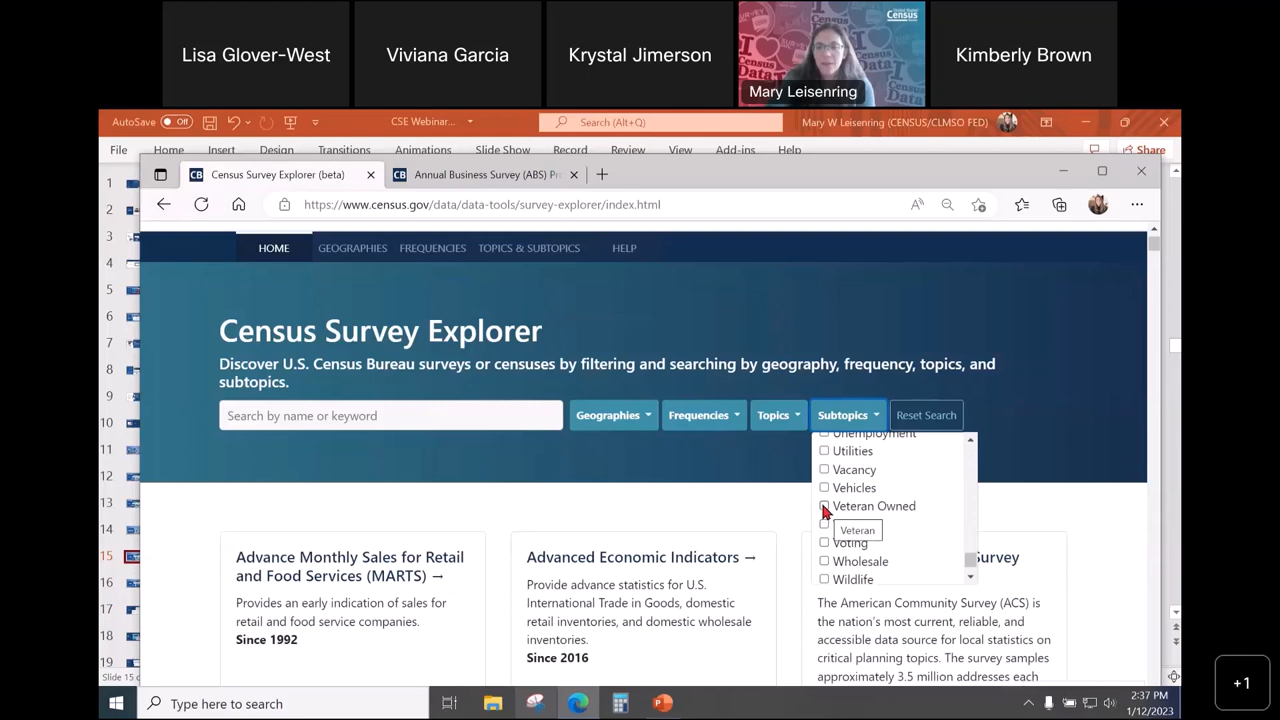 Lisa Glover-West
Viviana Garcia
Krystal Jimerson
United States
Census
Mary Leisenring
Kimberly Brown
AutoSave Off CSE Webinar... Search (Alt+Q) Mary W Leisenring (CENSUS/CLMSO FED)
File Home Insert Design Transitions Animations Slide Show Record Review View Add-ins Help Share
Census Survey Explorer (beta) Annual Business Survey (ABS) Pr
https://www.census.gov/data/data-tools/survey-explorer/index.html
HOME GEOGRAPHIES FREQUENCIES TOPICS & SUBTOPICS HELP
Census Survey Explorer
Discover U.S. Census Bureau surveys or censuses by filtering and searching by geography, frequency, topics, and
subtopics.
Search by name or keyword Geographies Frequencies Topics Subtopics Reset Search
Unemployment
Utilities
Vacancy
Vehicles
Veteran Owned
Veteran
Voting
Wholesale
Wildlife
Advance Monthly Sales for Retail
and Food Services (MARTS) →
Provides an early indication of sales for
retail and food service companies.
Since 1992
Advanced Economic Indicators →
Provide advance statistics for U.S.
International Trade in Goods, domestic
retail inventories, and domestic wholesale
inventories.
Since 2016
Survey
The American Community Survey (ACS) is
the nation's most current, reliable, and
accessible data source for local statistics on
critical planning topics. The survey samples
approximately 3.5 million addresses each
1
2
3
4
5
6
7
8
9
10
11
12
13
14
15
16
17
18
19
Slide 15 o
Type here to search
2:37 PM
1/12/2023
+1